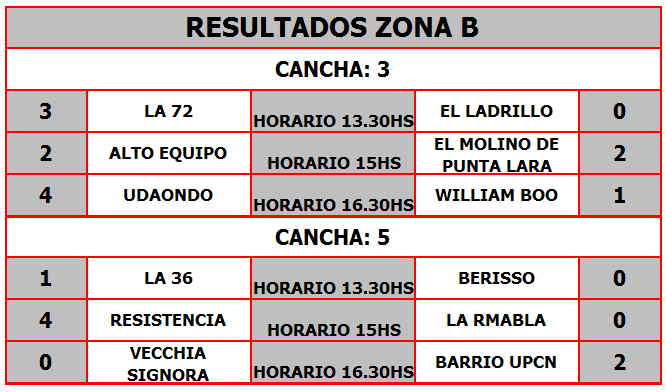 RESULTADOS ZONA B
CANCHA: 3
3 LA 72 HORARIO 13.30HS EL LADRILLO 0
2 ALTO EQUIPO HORARIO 15HS EL MOLINO DE PUNTA LARA 2
4 UDAONDO HORARIO 16.30HS WILLIAM BOO 1
CANCHA: 5
1 LA 36 HORARIO 13.30HS BERISSO 0
4 RESISTENCIA HORARIO 15HS LA RMABLA 0
0 VECCHIA SIGNORA HORARIO 16.30HS BARRIO UPCN 2